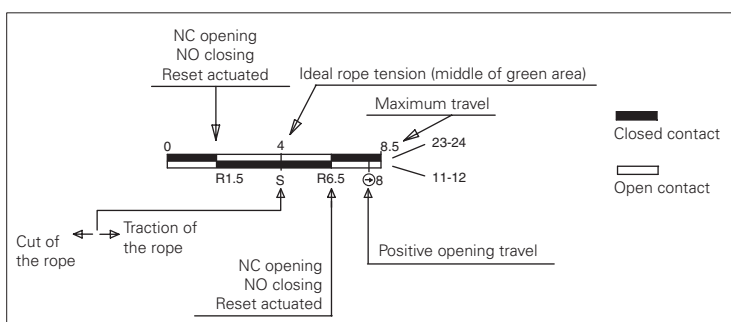 NC opening
NO closing
Reset actuated
Ideal rope tension (middle of green area)
Maximum travel
0
4
8.5
23-24
Closed contact
R1.5
S
R6.5
8
11-12
Open contact
Cut of
the rope
Traction of
the rope
Positive opening travel
NC opening
NO closing
Reset actuated